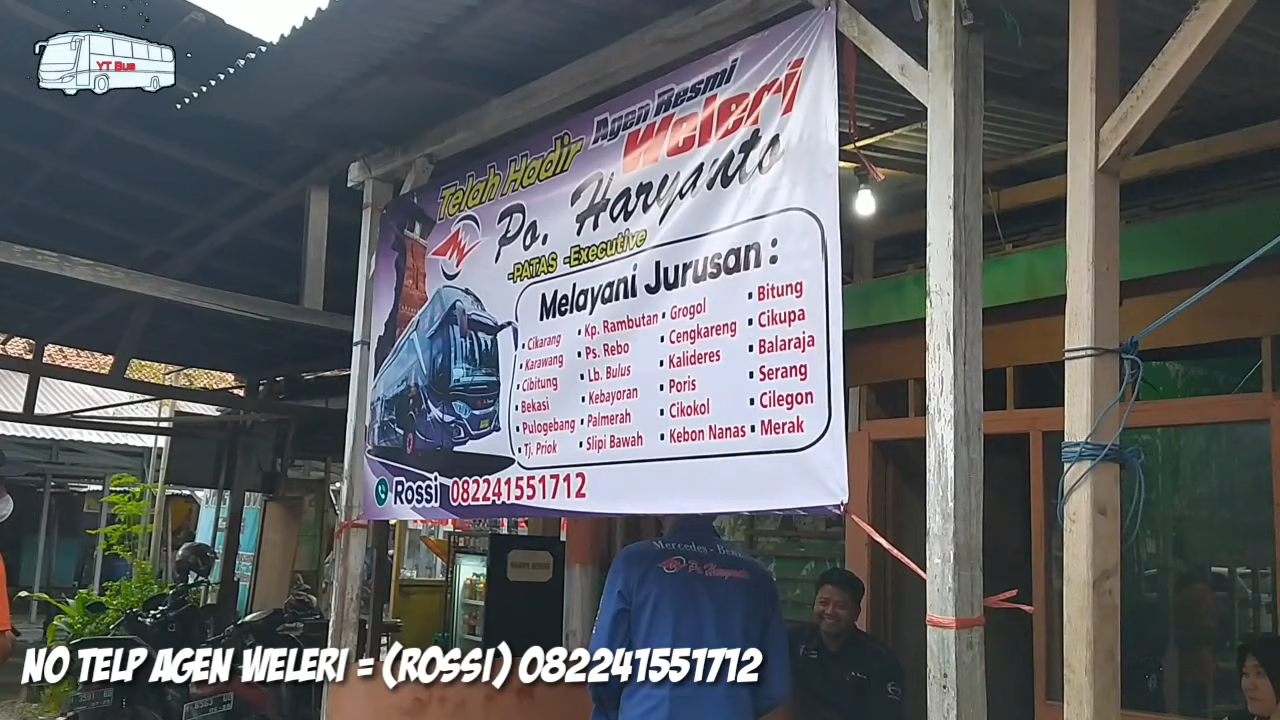 YT Bus
Telah Hadir Agen Resmi
Weleri
Po. Haryanto
-PATAS -Executive
Melayani Jurusan :
▪ Cikarang
▪ Karawang
▪ Cibitung
▪ Bekasi
▪ Pulogebang
▪ Tj. Priok
▪ Kp. Rambutan
▪ Ps. Rebo
▪ Lb. Bulus
▪ Kebayoran
▪ Palmerah
▪ Slipi Bawah
▪ Grogol
▪ Cengkareng
▪ Kalideres
▪ Poris
▪ Cikokol
▪ Kebon Nanas
▪ Bitung
▪ Cikupa
▪ Balaraja
▪ Serang
▪ Cilegon
▪ Merak
Rossi 082241551712
Mercedes - Benz
Po Haryanto
NO TELP AGEN WELERI = (ROSSI) 082241551712